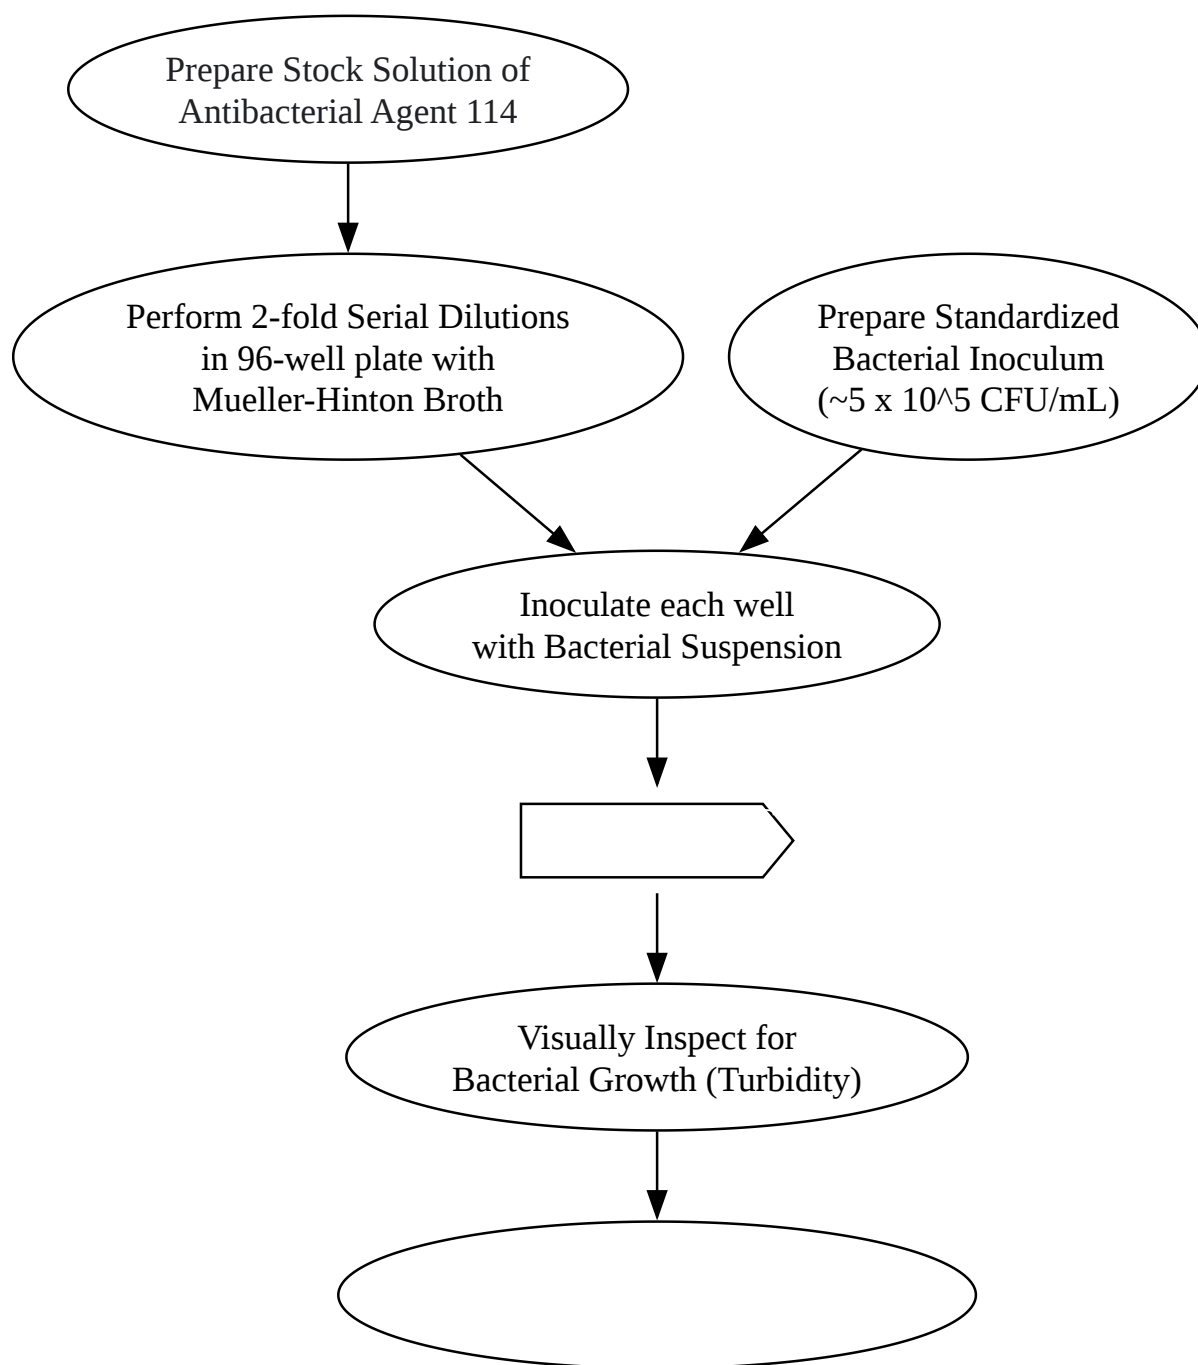 Prepare Stock Solution of
Antibacterial Agent 114
Perform 2-fold Serial Dilutions
in 96-well plate with
Mueller-Hinton Broth
Prepare Standardized
Bacterial Inoculum
(~5 x 10^5 CFU/mL)
Inoculate each well
with Bacterial Suspension
Visually Inspect for
Bacterial Growth (Turbidity)